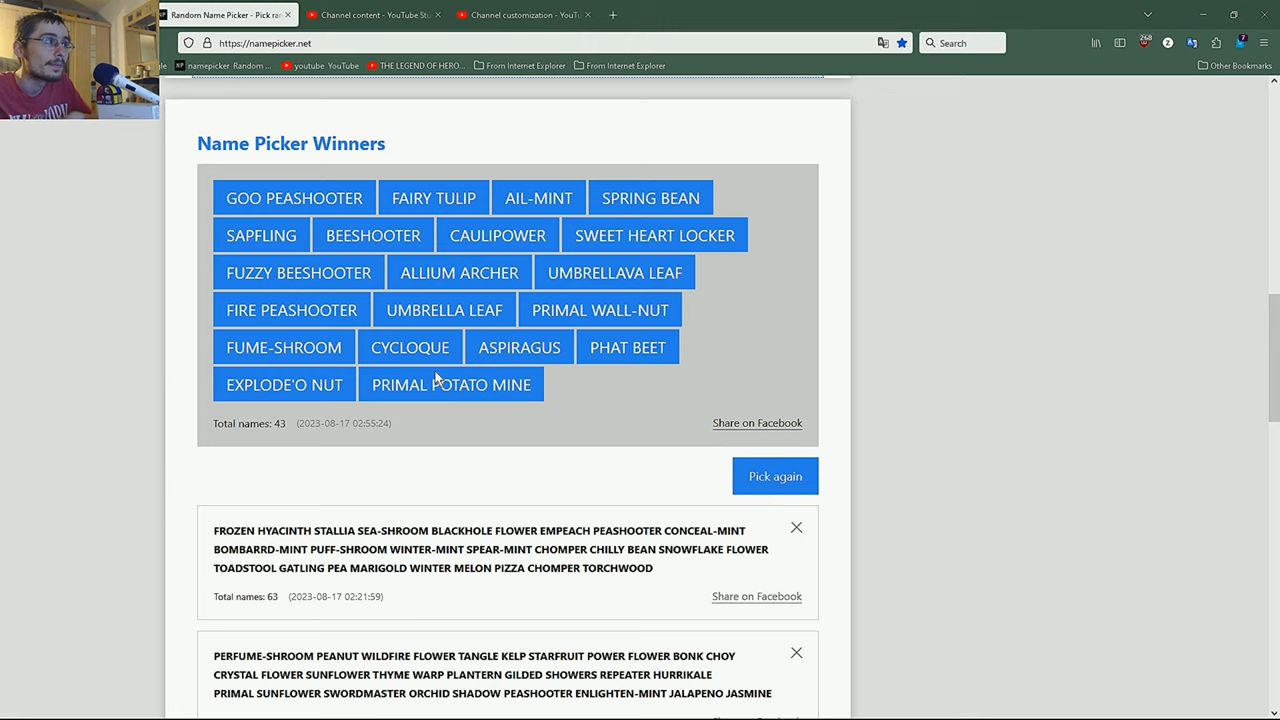 Random Name Picker - Pick ra
Channel content - YouTube Stu
Channel customization - YouTu
https://namepicker.net
Search
268
7
namepicker Random ...
youtube YouTube
THE LEGEND OF HERO...
From Internet Explorer
From Internet Explorer
Other Bookmarks
Name Picker Winners
GOO PEASHOOTER FAIRY TULIP AIL-MINT SPRING BEAN
SAPFLING BEESHOOTER CAULIPOWER SWEET HEART LOCKER
FUZZY BEESHOOTER ALLIUM ARCHER UMBRELLAVA LEAF
FIRE PEASHOOTER UMBRELLA LEAF PRIMAL WALL-NUT
FUME-SHROOM CYCLOQUE ASPIRAGUS PHAT BEET
EXPLODE'O NUT PRIMAL POTATO MINE
Total names: 43 (2023-08-17 02:55:24) Share on Facebook
Pick again
FROZEN HYACINTH STALLIA SEA-SHROOM BLACKHOLE FLOWER EMPEACH PEASHOOTER CONCEAL-MINT
BOMBARRD-MINT PUFF-SHROOM WINTER-MINT SPEAR-MINT CHOMPER CHILLY BEAN SNOWFLAKE FLOWER
TOADSTOOL GATLING PEA MARIGOLD WINTER MELON PIZZA CHOMPER TORCHWOOD
Total names: 63 (2023-08-17 02:21:59) Share on Facebook
PERFUME-SHROOM PEANUT WILDFIRE FLOWER TANGLE KELP STARFRUIT POWER FLOWER BONK CHOY
CRYSTAL FLOWER SUNFLOWER THYME WARP PLANTERN GILDED SHOWERS REPEATER HURRIKALE
PRIMAL SUNFLOWER SWORDMASTER ORCHID SHADOW PEASHOOTER ENLIGHTEN-MINT JALAPENO JASMINE